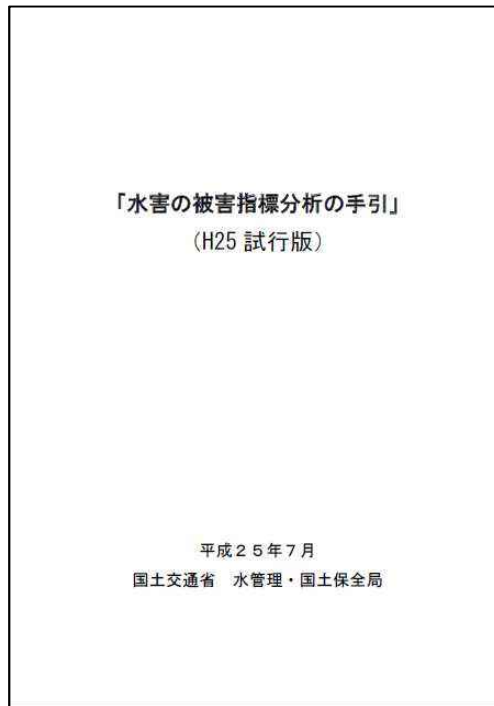 「水害の被害指標分析の手引」
(H25 試行版)
平成25年7月
国土交通省 水管理・国土保全局